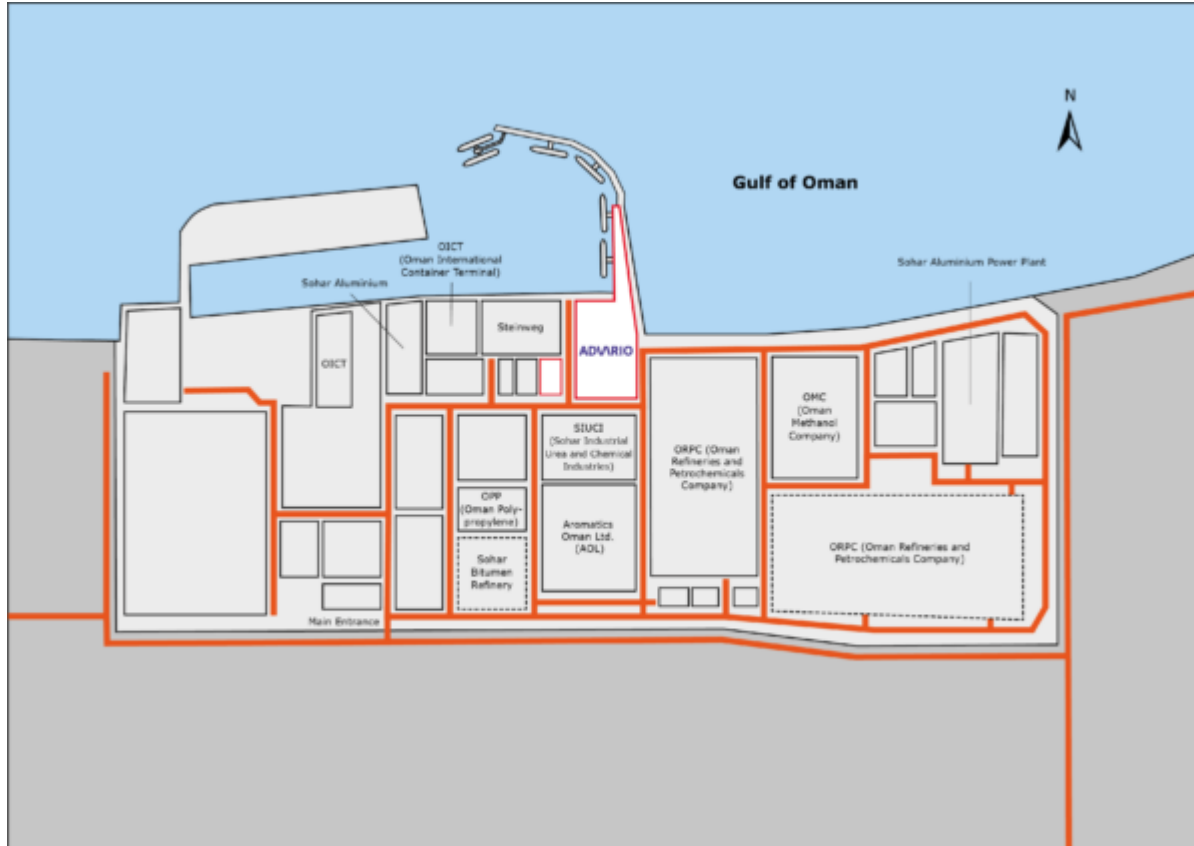 N
Gulf of Oman
OICT
(Oman International
Container Terminal)
Sohar Aluminium
Sohar Aluminium Power Plant
Steinweg
ADVARIO
OICT
OMC
(Oman
Methanol
Company)
SIUCI
(Sohar Industrial
Urea and Chemical
Industries)
ORPC (Oman
Refineries and
Petrochemicals
Company)
OPP
(Oman Poly-
propylene)
Aromatics
Oman Ltd.
(AOL)
Sohar
Bitumen
Refinery
ORPC (Oman Refineries and
Petrochemicals Company)
Main Entrance